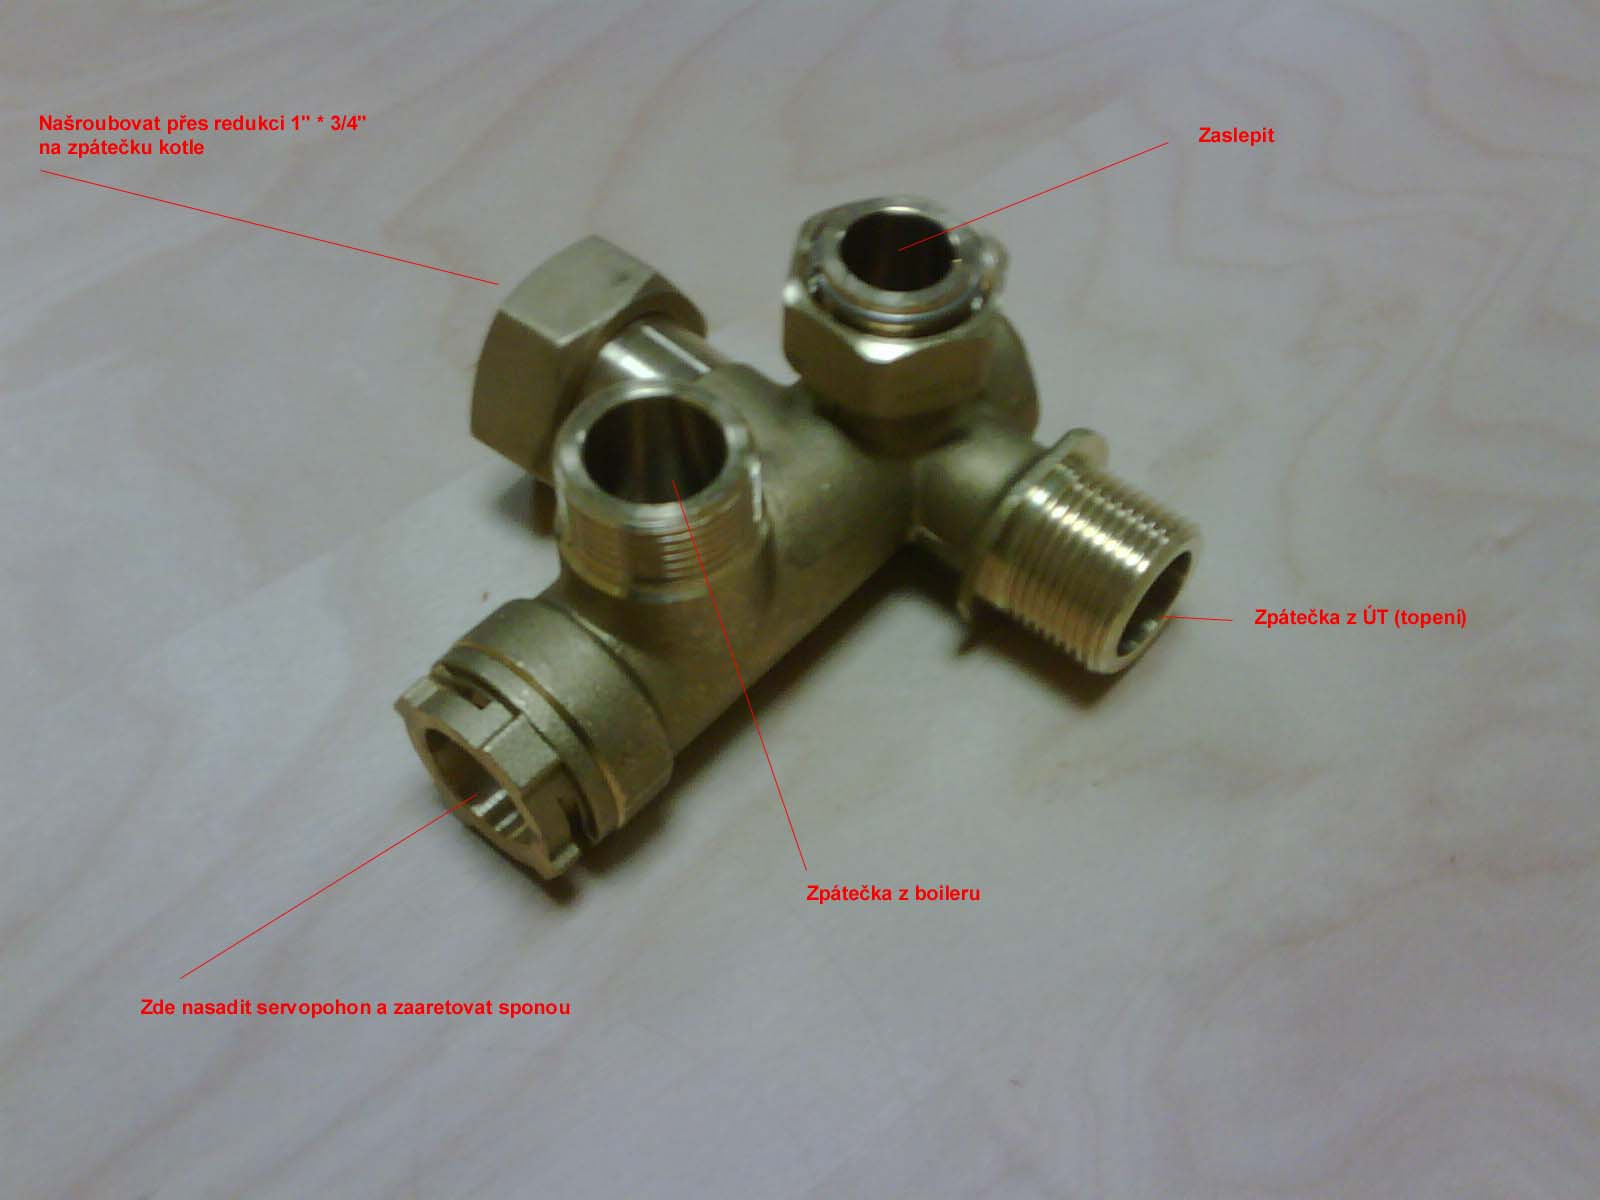 Našroubovat přes redukci 1" * 3/4"
na zpátečku kotle
Zaslepit
Zpátečka z ÚT (topení)
Zpátečka z boileru
Zde nasadit servopohon a zaaretovat sponou